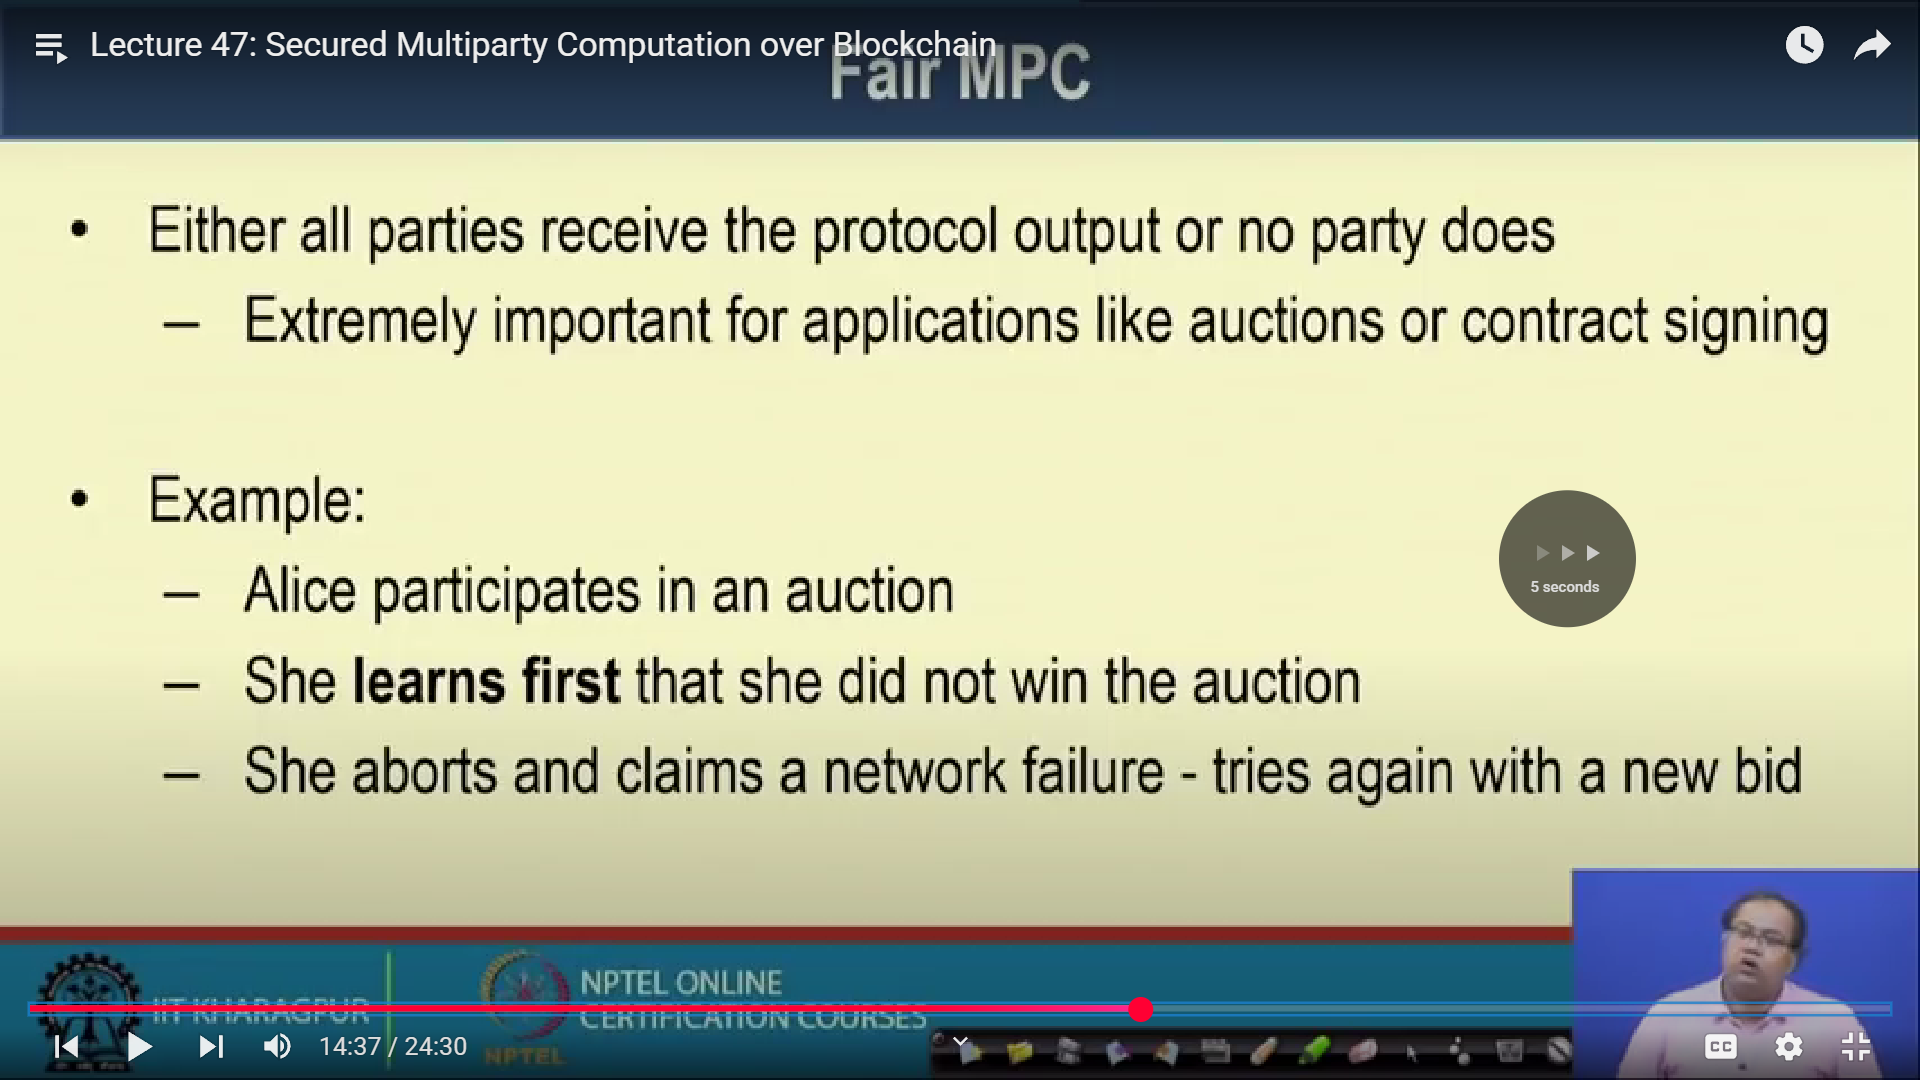 Lecture 47: Secured Multiparty Computation over Blockchain
Fair MPC
• Either all parties receive the protocol output or no party does
– Extremely important for applications like auctions or contract signing
• Example:
– Alice participates in an auction
– She learns first that she did not win the auction
– She aborts and claims a network failure - tries again with a new bid
5 seconds
IIT KHARAGPUR
NPTEL
NPTEL ONLINE
CERTIFICATION COURSES
14:37 / 24:30
CC